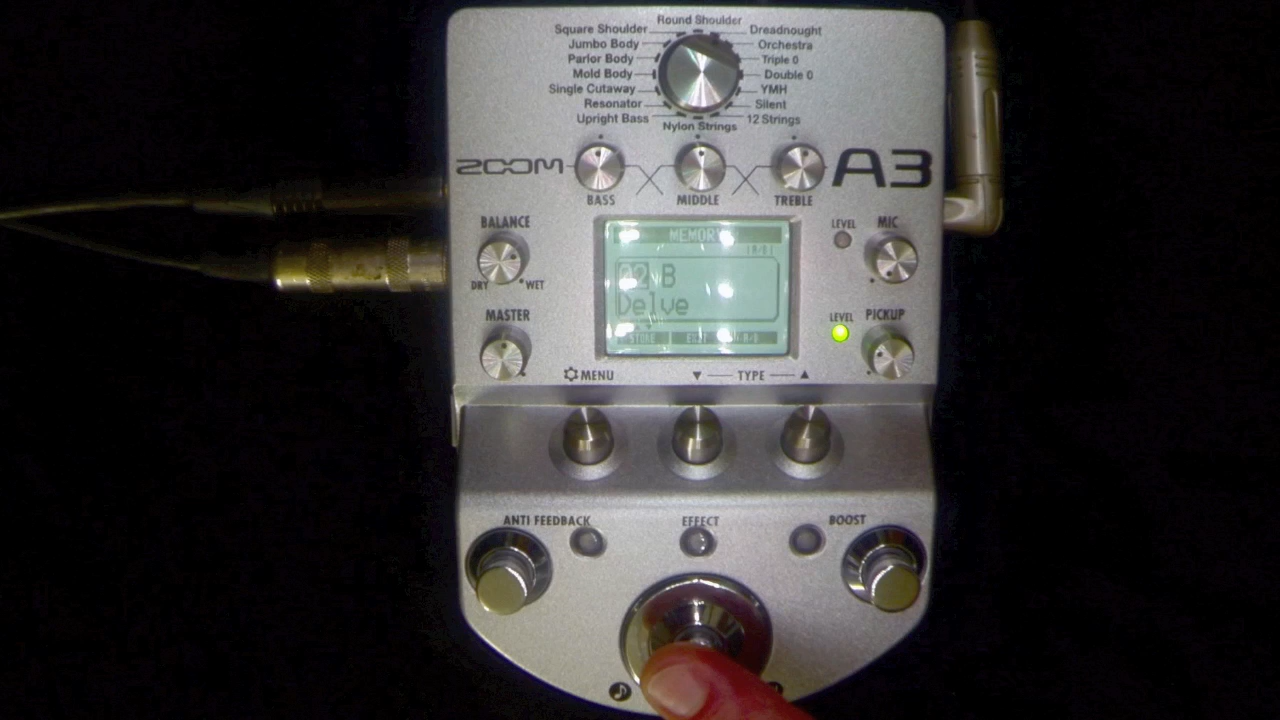 Round Shoulder
Square Shoulder Dreadnought
Jumbo Body Orchestra
Parlor Body Triple 0
Mold Body Double 0
Single Cutaway YMH
Resonator Silent
Upright Bass 12 Strings
Nylon Strings
ZOOM A3
BASS MIDDLE TREBLE
BALANCE LEVEL MIC
MEMORY
02 B
Delve
DRY WET
MASTER LEVEL PICKUP
STORE
MENU TYPE
ANTI FEEDBACK EFFECT BOOST